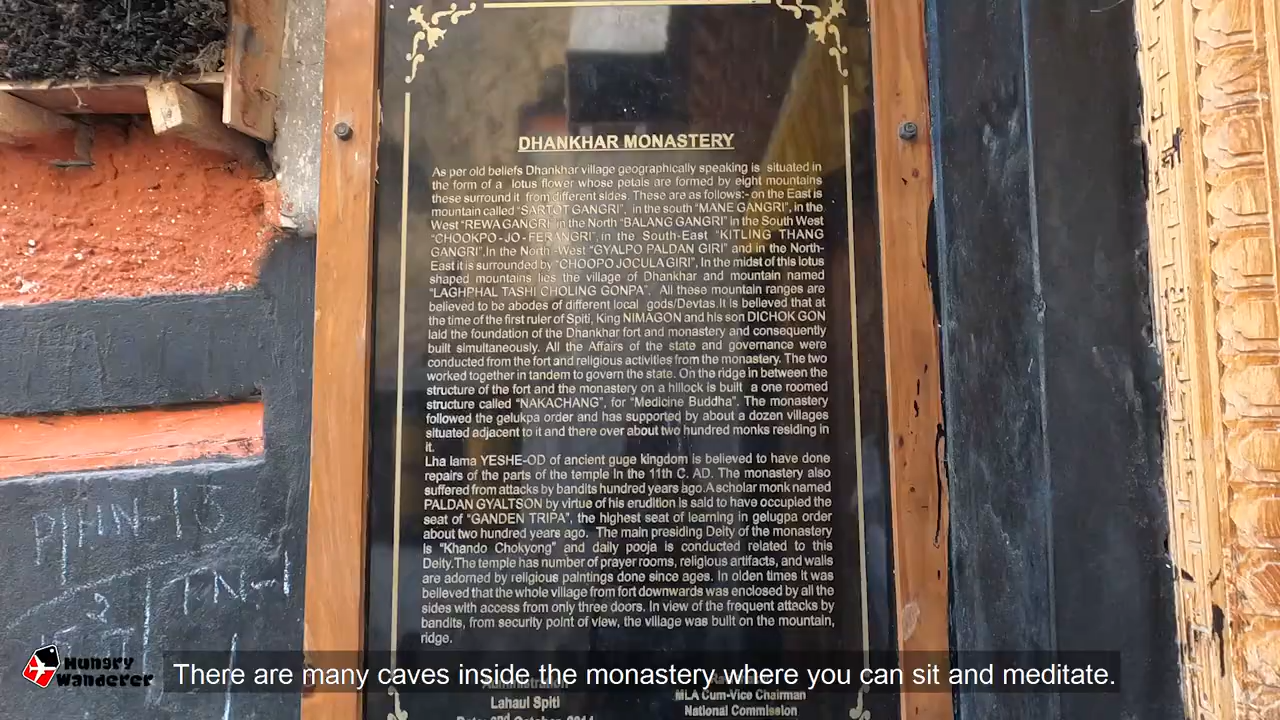 DHANKHAR MONASTERY
As per old beliefs Dhankhar village geographically speaking is situated in
the form of a lotus flower whose petals are formed by eight mountains
these surround it from different sides. These are as follows:- on the East is
mountain called "SARTOT GANGRI", in the south "MANE GANGRI", in the
West "REWA GANGRI in the North "BALANG GANGRI" in the South West
"CHOOKPO - JO - FERANGRI", in the South-East "KITLING THANG
GANGRI",In the North -West "GYALPO PALDAN GIRI" and in the North-
East it is surrounded by "CHOOPO JOCULA GIRI", In the midst of this lotus
shaped mountains lies the village of Dhankhar and mountain named
"LAGHPHAL TASHI CHOLING GONPA". All these mountain ranges are
believed to be abodes of different local gods/Devtas.It is believed that at
the time of the first ruler of Spiti, King NIMAGON and his son DICHOK GON
laid the foundation of the Dhankhar fort and monastery and consequently
built simultaneously. All the Affairs of the state and governance were
conducted from the fort and religious activities from the monastery. The two
worked together in tandem to govern the state. On the ridge in between the
structure of the fort and the monastery on a hillock is built a one roomed
structure called "NAKACHANG", for "Medicine Buddha". The monastery
followed the gelukpa order and has supported by about a dozen villages
situated adjacent to it and there over about two hundred monks residing in
it.
Lha lama YESHE-OD of ancient guge kingdom is believed to have done
repairs of the parts of the temple in the 11th C. AD. The monastery also
suffered from attacks by bandits hundred years ago.A scholar monk named
PALDAN GYALTSON by virtue of his erudition is said to have occupied the
seat of "GANDEN TRIPA", the highest seat of learning in gelugpa order
about two hundred years ago. The main presiding Deity of the monastery
is "Khando Chokyong" and daily pooja is conducted related to this
Deity.The temple has number of prayer rooms, religious artifacts, and walls
are adorned by religious paintings done since ages. In olden times it was
believed that the whole village from fort downwards was enclosed by all the
sides with access from only three doors. In view of the frequent attacks by
bandits, from security point of view, the village was built on the mountain,
ridge.
Lahaul Spiti
MLA Cum-Vice Chairman
National Commission
PIHN-13
TN-1
Hungry
Wanderer
There are many caves inside the monastery where you can sit and meditate.